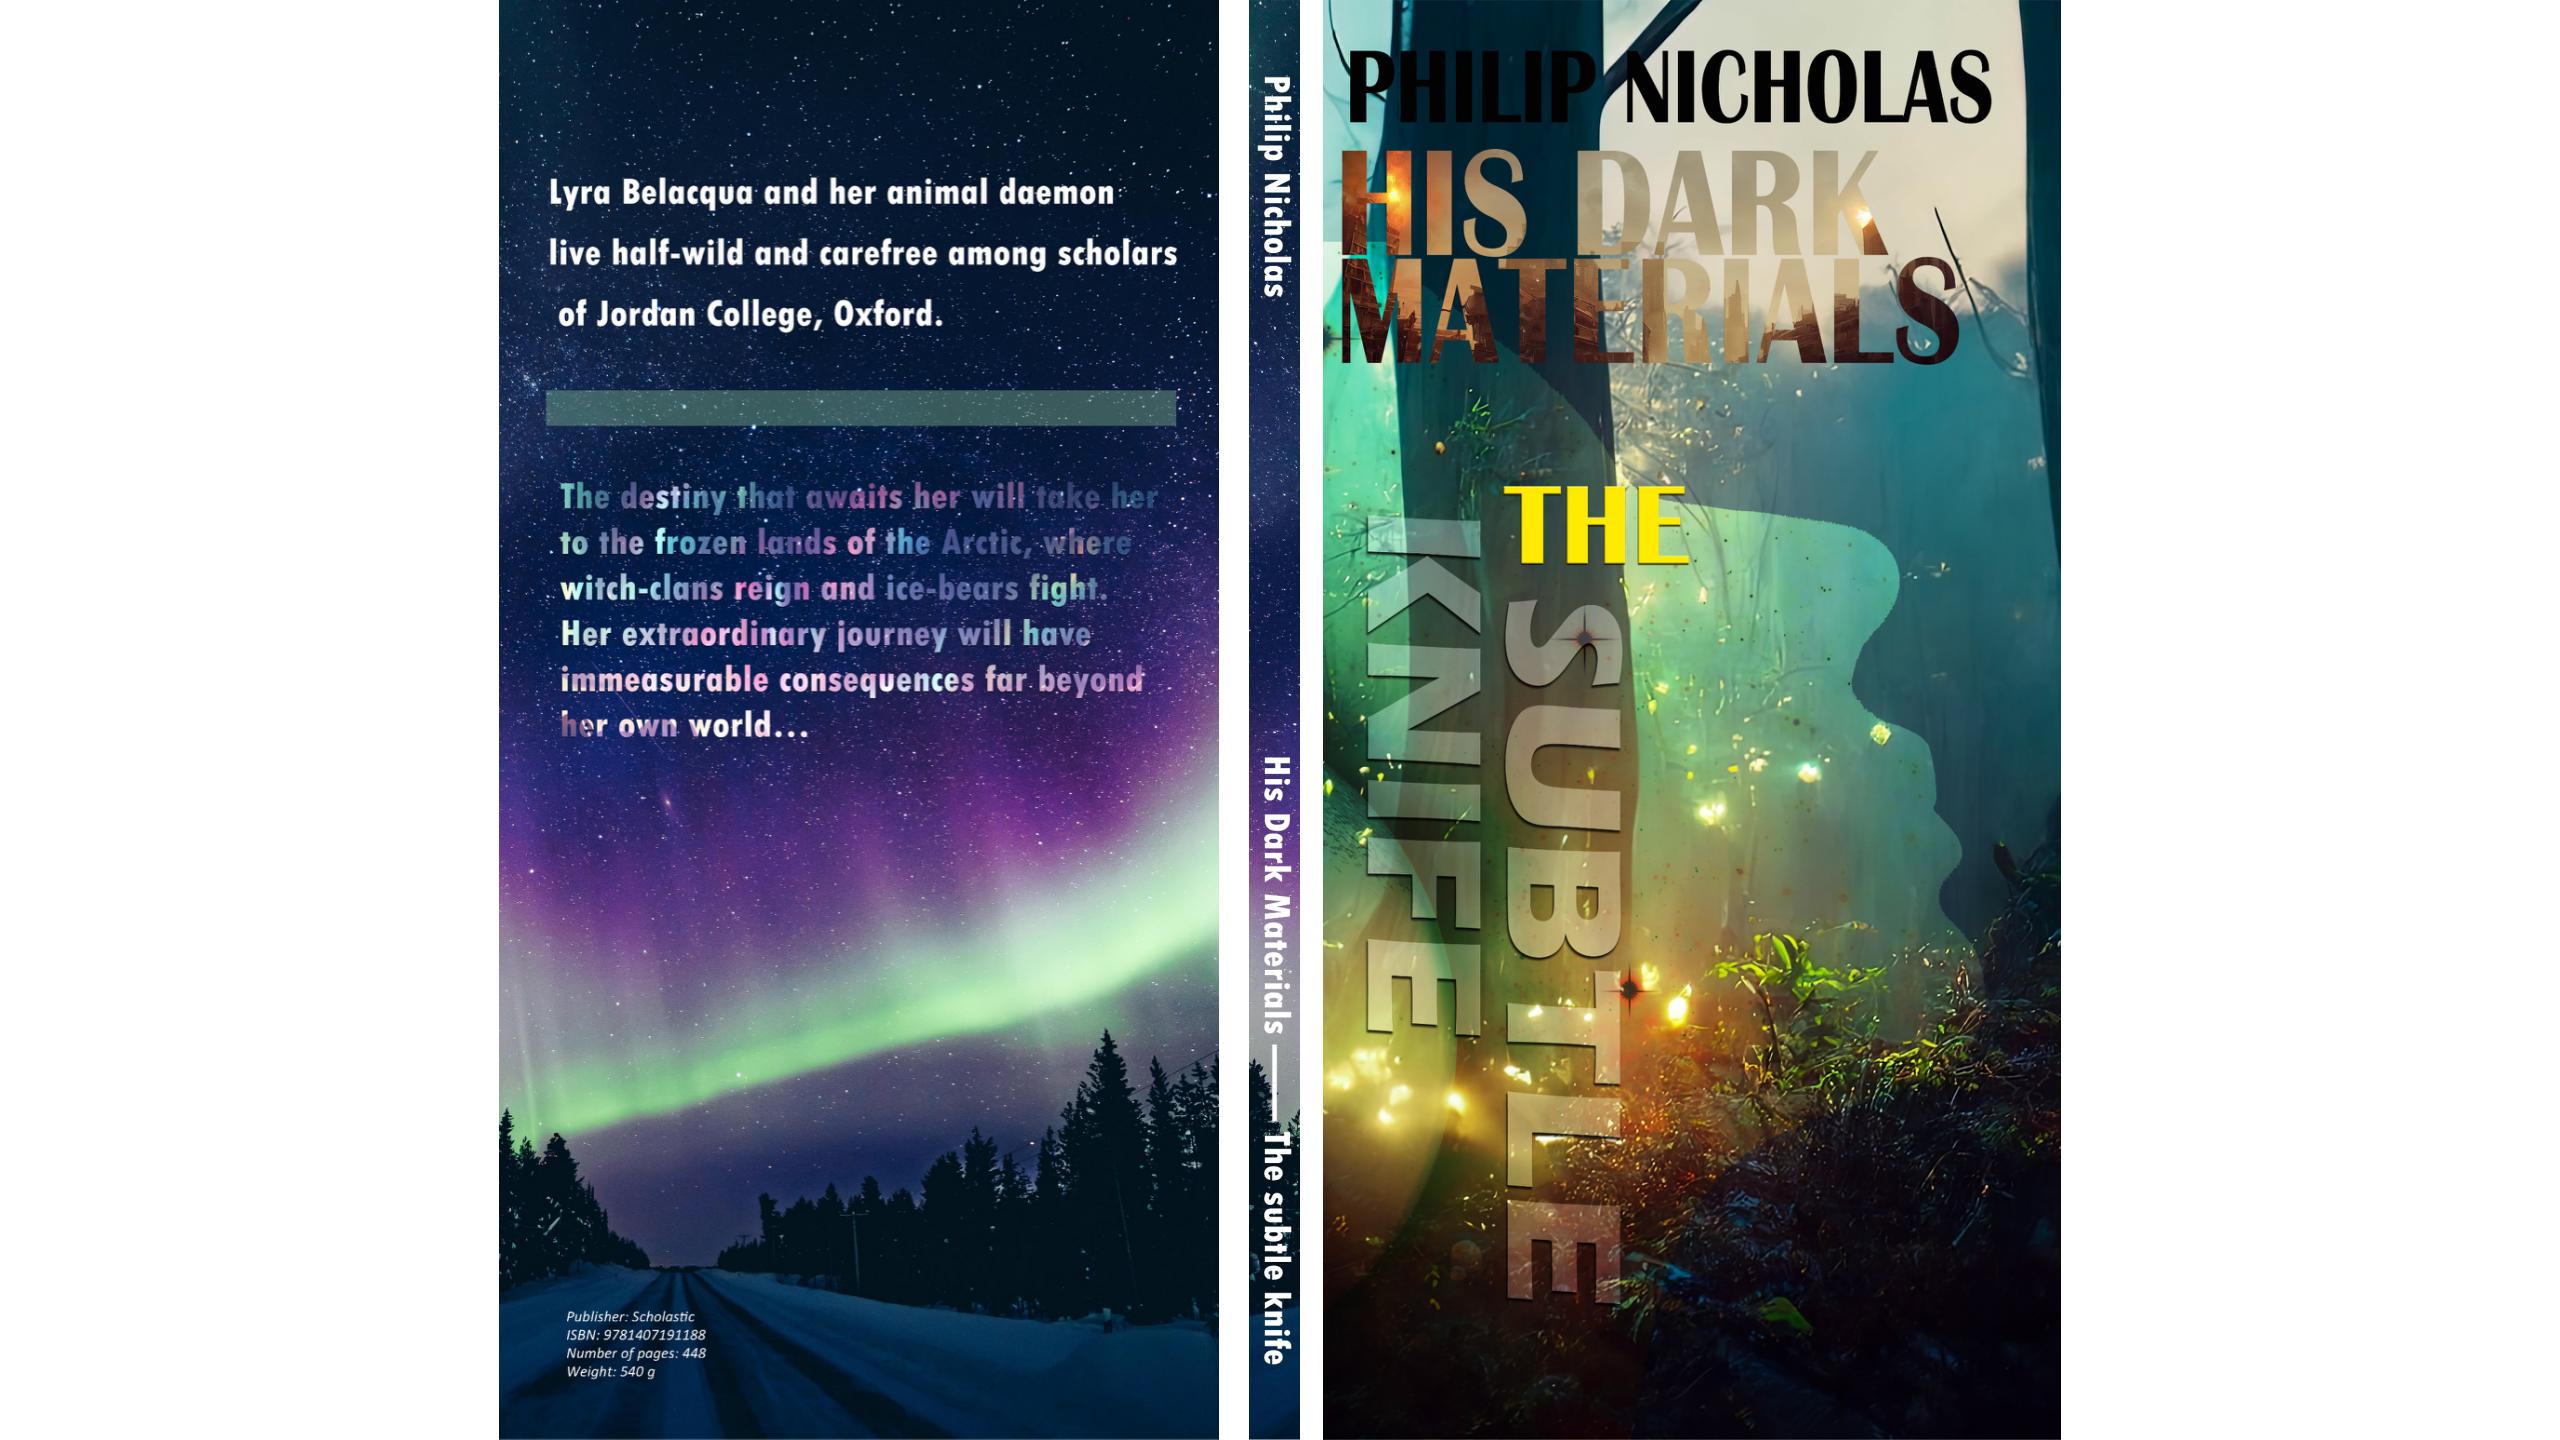 Lyra Belacqua and her animal daemon
live half-wild and carefree among scholars
of Jordan College, Oxford.
The destiny that awaits her will take her
to the frozen lands of the Arctic, where
witch-clans reign and ice-bears fight.
Her extraordinary journey will have
immeasurable consequences far beyond
her own world...
Publisher: Scholastic
ISBN: 9781407191188
Number of pages: 448
Weight: 540 g
Philip Nicholas
His Dark Materials —— The subtle knife
PHILIP NICHOLAS
HIS DARK
MATERIALS
THE
SUBTLE
KNIFE